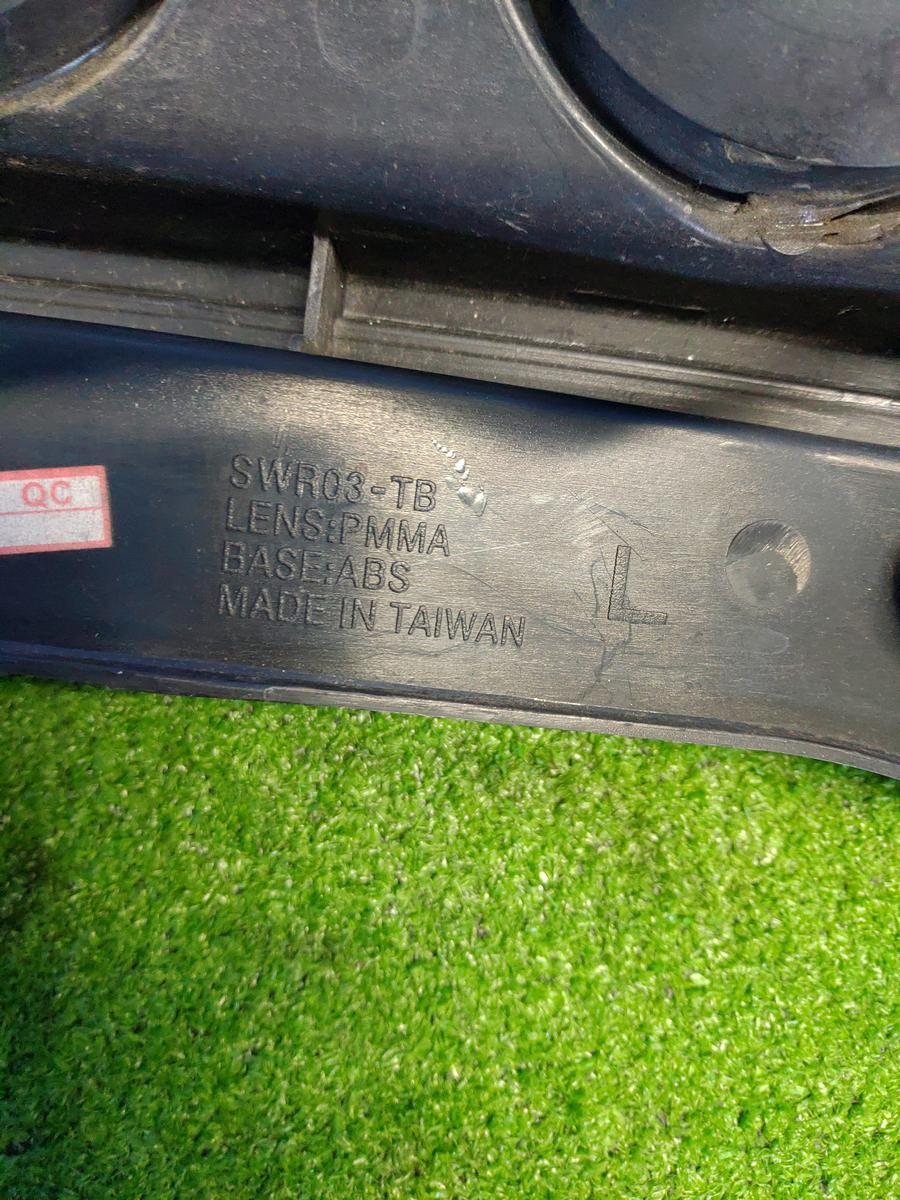 QC
SWR03-TB
LENS:PMMA
BASE:ABS
MADE IN TAIWAN
L